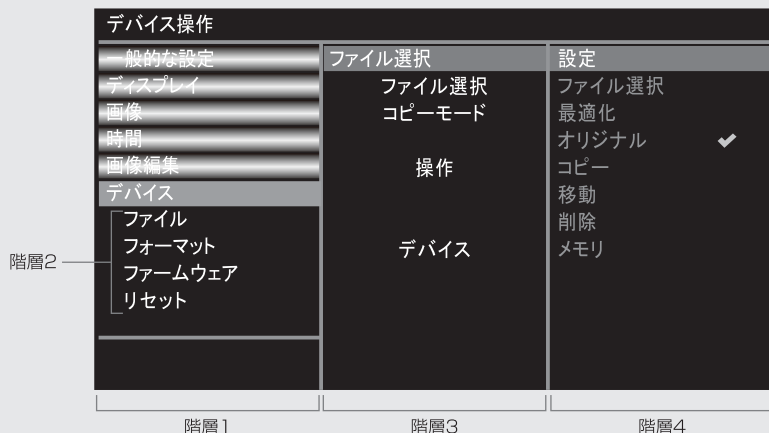 デバイス操作
一般的な設定
ディスプレイ
画像
時間
画像編集
デバイス
ファイル
フォーマット
ファームウェア
リセット
階層2
ファイル選択
ファイル選択
コピーモード
操作
デバイス
設定
ファイル選択
最適化
オリジナル
コピー
移動
削除
メモリ
階層1
階層3
階層4